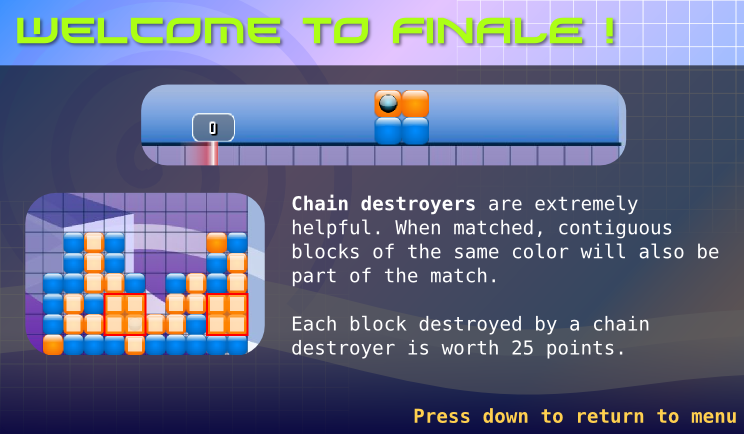 WELCOME TO FINALE !
0
Chain destroyers are extremely
helpful. When matched, contiguous
blocks of the same color will also be
part of the match.
Each block destroyed by a chain
destroyer is worth 25 points.
Press down to return to menu